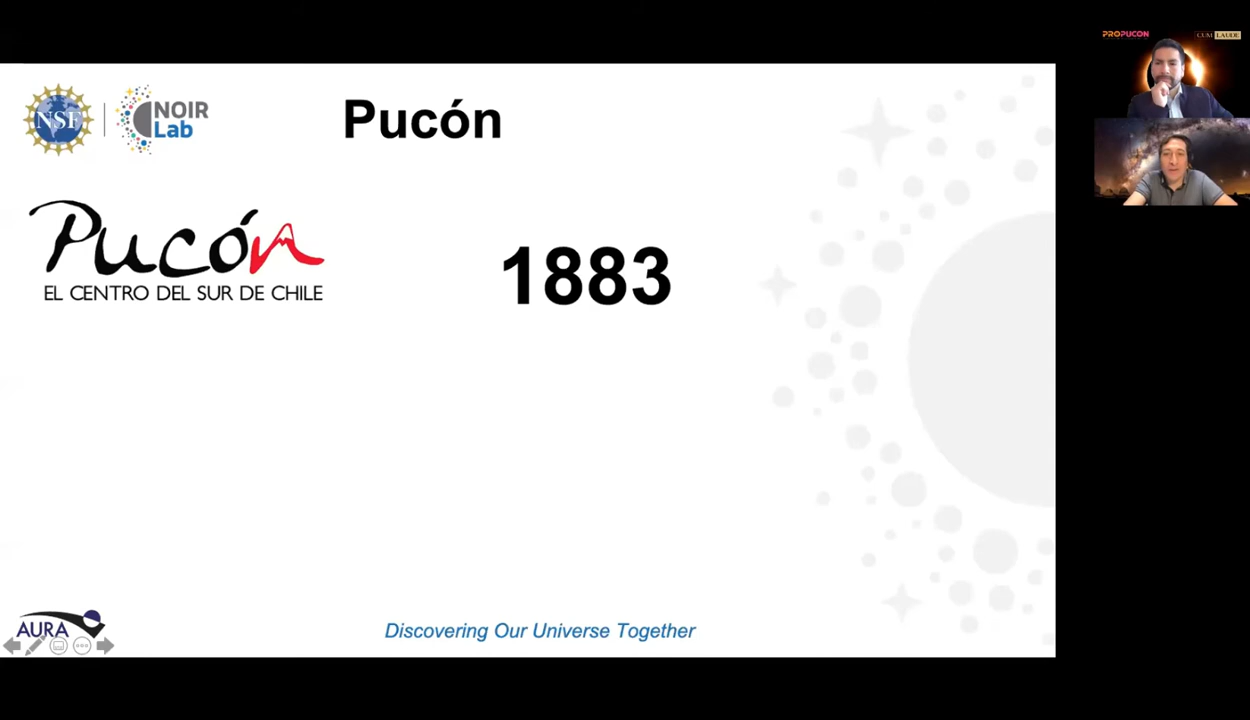 NSF
NOIR
Lab
Pucón
Pucón
EL CENTRO DEL SUR DE CHILE
1883
AURA
Discovering Our Universe Together
PROPUCON
CUM LAUDE